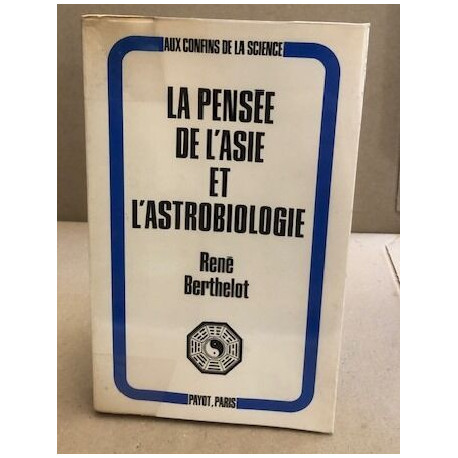 AUX CONFINS DE LA SCIENCE
LA PENSÉE
DE L'ASIE
ET
L'ASTROBIOLOGIE
René
Berthelot
PAYOT, PARIS